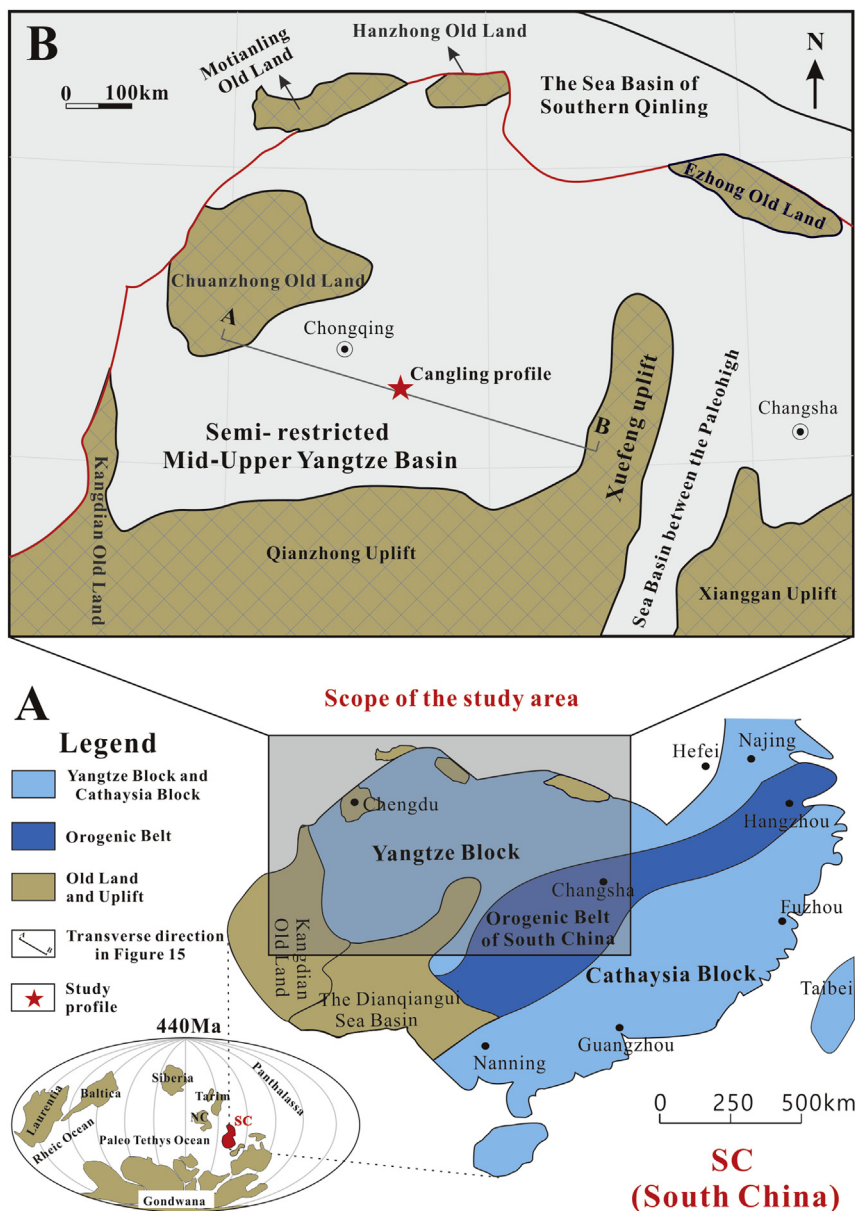 B
Motianling
Old Land
Hanzhong Old Land
N
0 100km
The Sea Basin of
Southern Qinling
Ezhong Old Land
Chuanzhong Old Land
A
Chongqing
Cangling profile
Semi- restricted
Mid-Upper Yangtze Basin
B
Xuefeng uplift
Sea Basin between the Paleohigh
Changsha
Kangdian Old Land
Qianzhong Uplift
Xianggan Uplift
A
Scope of the study area
Legend
Yangtze Block and
Cathaysia Block
Orogenic Belt
Old Land
and Uplift
A
B
Transverse direction
in Figure 15
Study
profile
Hefei
Najing
Chengdu
Hangzhou
Yangtze Block
Changsha
Orogenic Belt
of South China
Fuzhou
Kangdian
Old Land
Cathaysia Block
Taibei
The Dianqiangui
Sea Basin
Guangzhou
Nanning
0 250 500km
SC
(South China)
440Ma
Siberia
Panthalassa
Baltica
Tarim
Laurentia
NC
SC
Rheic Ocean
Paleo Tethys Ocean
Gondwana